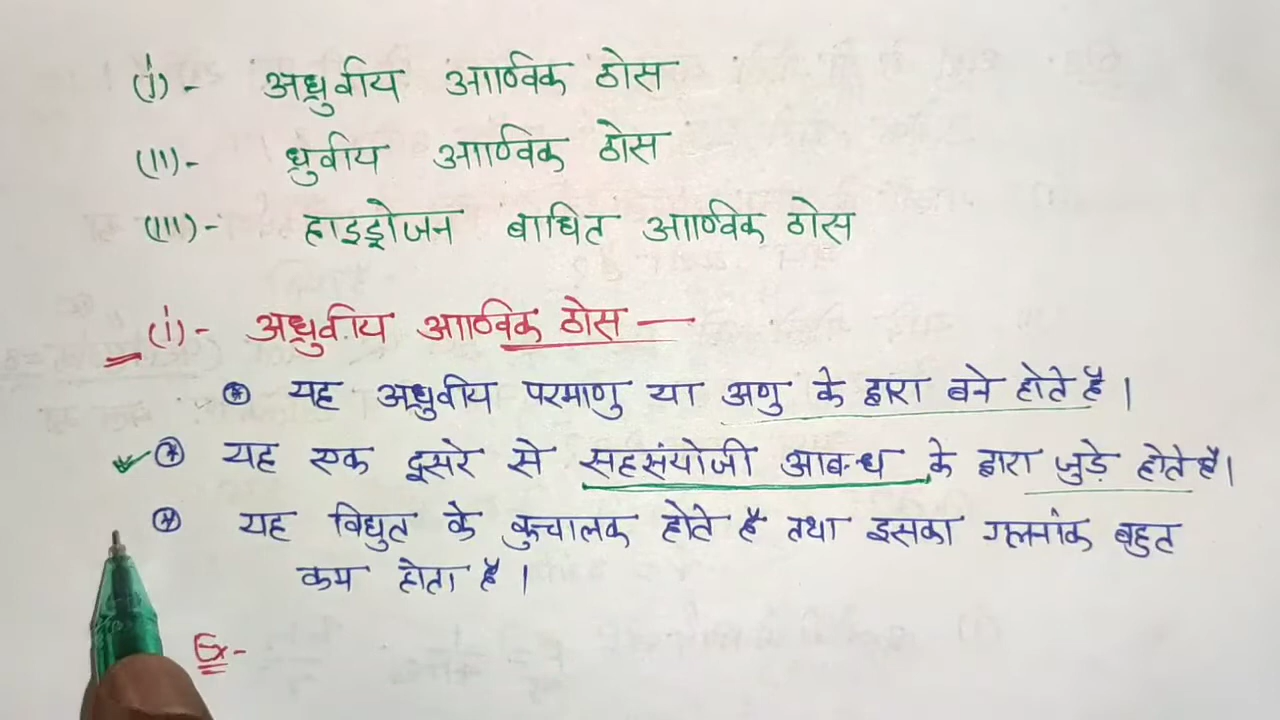 (i)- अध्रुवीय आण्विक ठोस
(ii)- ध्रुवीय आण्विक ठोस
(iii)- हाइड्रोजन बाधित आण्विक ठोस
(i)- अध्रुवीय आण्विक ठोस —
* यह अध्रुवीय परमाणु या अणु के द्वारा बने होते है।
* यह एक दूसरे से सहसंयोजी आबन्ध के द्वारा जुड़े होते है।
* यह विद्युत के कुचालक होते है तथा इसका गलनांक बहुत
कम होता है।
Ex-